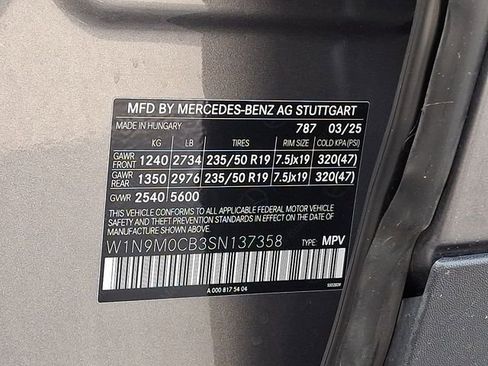 MFD BY MERCEDES-BENZ AG STUTTGART
MADE IN HUNGARY 787 03/25
KG LB TIRES RIM SIZE COLD KPA (PSI)
GAWR FRONT 1240 2734 235/50 R19 7.5Jx19 320(47)
GAWR REAR 1350 2976 235/50 R19 7.5Jx19 320(47)
GVWR 2540 5600
THIS VEHICLE CONFORMS TO ALL APPLICABLE FEDERAL MOTOR VEHICLE
SAFETY AND THEFT PREVENTION STANDARDS IN EFFECT ON THE DATE
OF MANUFACTURE SHOWN ABOVE.
W1N9M0CB3SN137358 TYPE: MPV
A 000 817 54 04